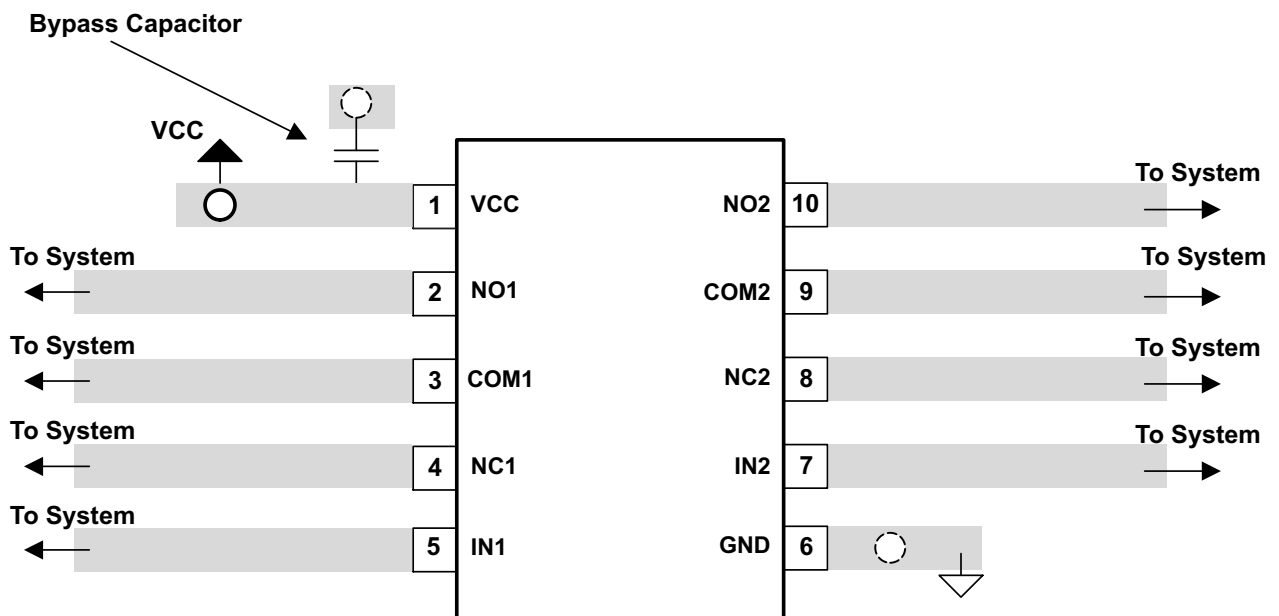 Bypass Capacitor
VCC
1 VCC NO2 10 To System
To System 2 NO1 COM2 9 To System
To System 3 COM1 NC2 8 To System
To System 4 NC1 IN2 7 To System
To System 5 IN1 GND 6